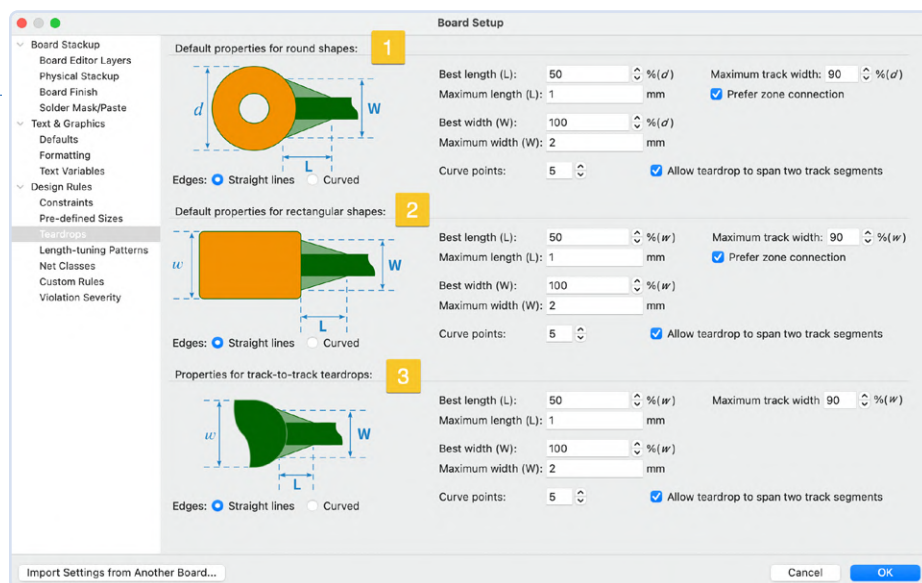 Board Setup
Board Stackup
Board Editor Layers
Physical Stackup
Board Finish
Solder Mask/Paste
Text & Graphics
Defaults
Formatting
Text Variables
Design Rules
Constraints
Pre-defined Sizes
Teardrops
Length-tuning Patterns
Net Classes
Custom Rules
Violation Severity
Default properties for round shapes: 1
d W L
Edges: Straight lines Curved
Best length (L): 50 %(d) Maximum track width: 90 %(d)
Maximum length (L): 1 mm Prefer zone connection
Best width (W): 100 %(d)
Maximum width (W): 2 mm
Curve points: 5 Allow teardrop to span two track segments
Default properties for rectangular shapes: 2
w W L
Edges: Straight lines Curved
Best length (L): 50 %(w) Maximum track width: 90 %(w)
Maximum length (L): 1 mm Prefer zone connection
Best width (W): 100 %(w)
Maximum width (W): 2 mm
Curve points: 5 Allow teardrop to span two track segments
Properties for track-to-track teardrops: 3
w W L
Edges: Straight lines Curved
Best length (L): 50 %(w) Maximum track width 90 %(w)
Maximum length (L): 1 mm
Best width (W): 100 %(w)
Maximum width (W): 2 mm
Curve points: 5 Allow teardrop to span two track segments
Import Settings from Another Board... Cancel OK